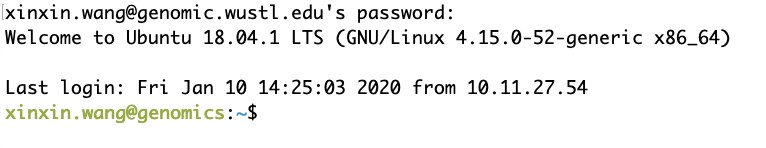 xinxin.wang@genomic.wustl.edu's password:
Welcome to Ubuntu 18.04.1 LTS (GNU/Linux 4.15.0-52-generic x86_64)
Last login: Fri Jan 10 14:25:03 2020 from 10.11.27.54
xinxin.wang@genomics:~$